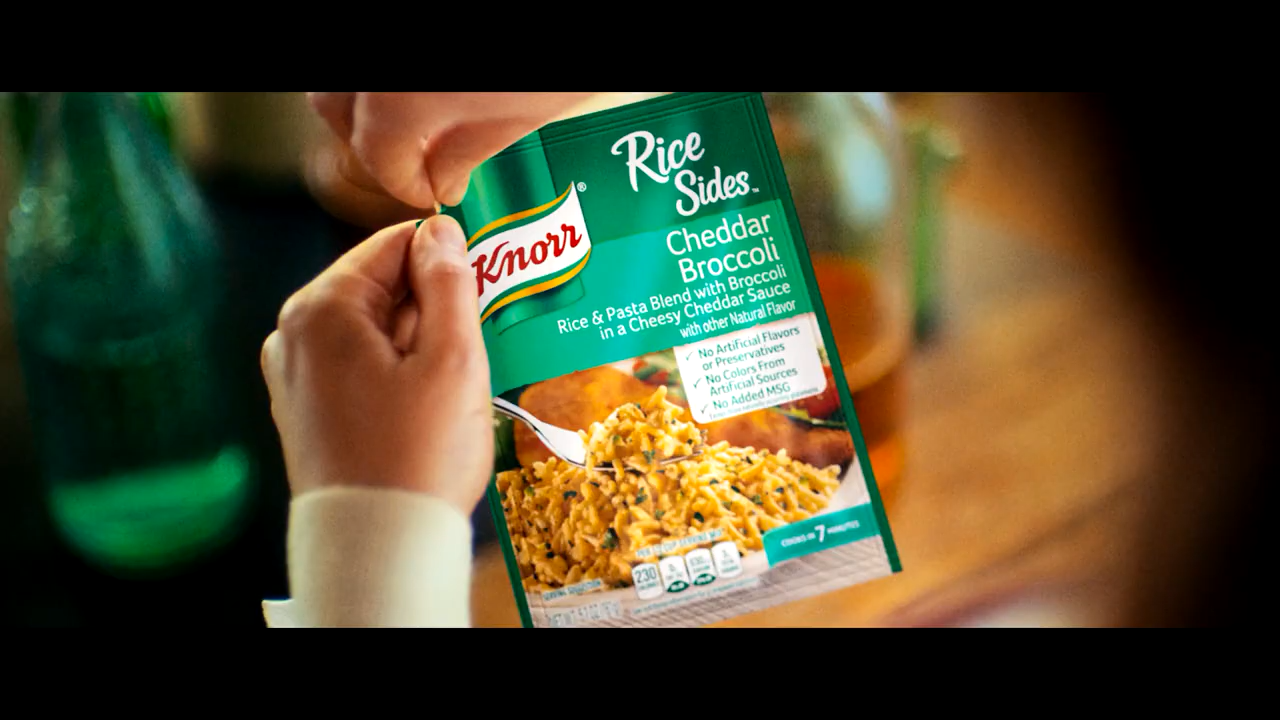 Rice
Sides™
Knorr®
Cheddar
Broccoli
Rice & Pasta Blend with Broccoli
in a Cheesy Cheddar Sauce
with other Natural Flavor
✓ No Artificial Flavors
or Preservatives
✓ No Colors From
Artificial Sources
✓ No Added MSG
COOKS IN 7 MINUTES
230